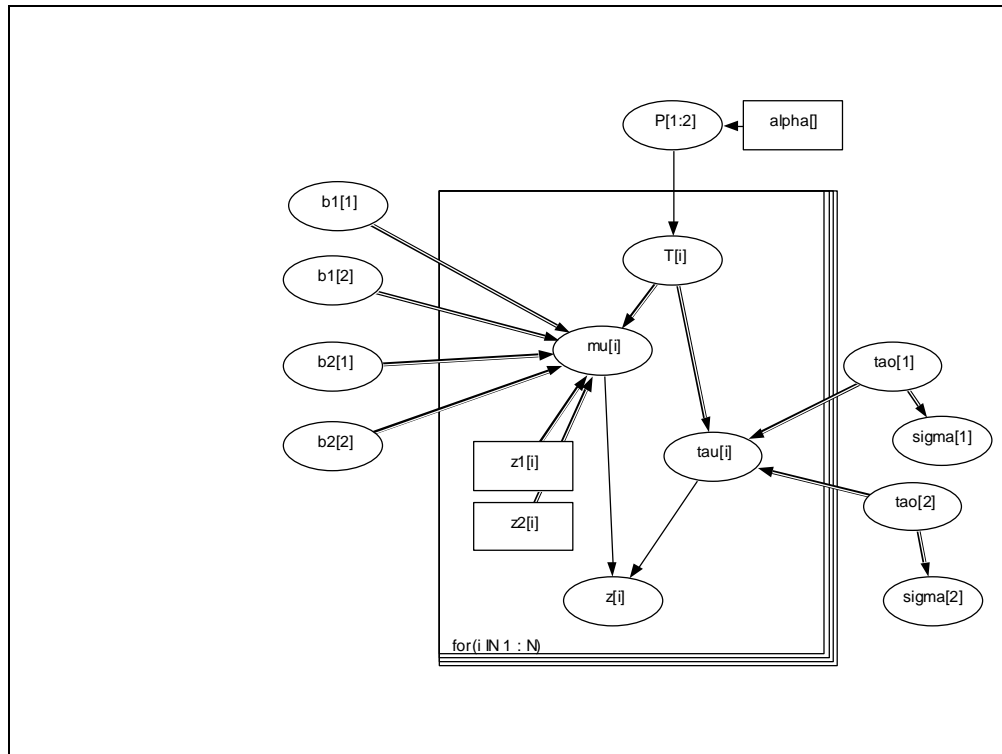 P[1:2]
alpha[]
b1[1]
T[i]
b1[2]
mu[i]
b2[1]
tao[1]
b2[2]
sigma[1]
z1[i]
tau[i]
z2[i]
tao[2]
z[i]
sigma[2]
for(i IN 1 : N)